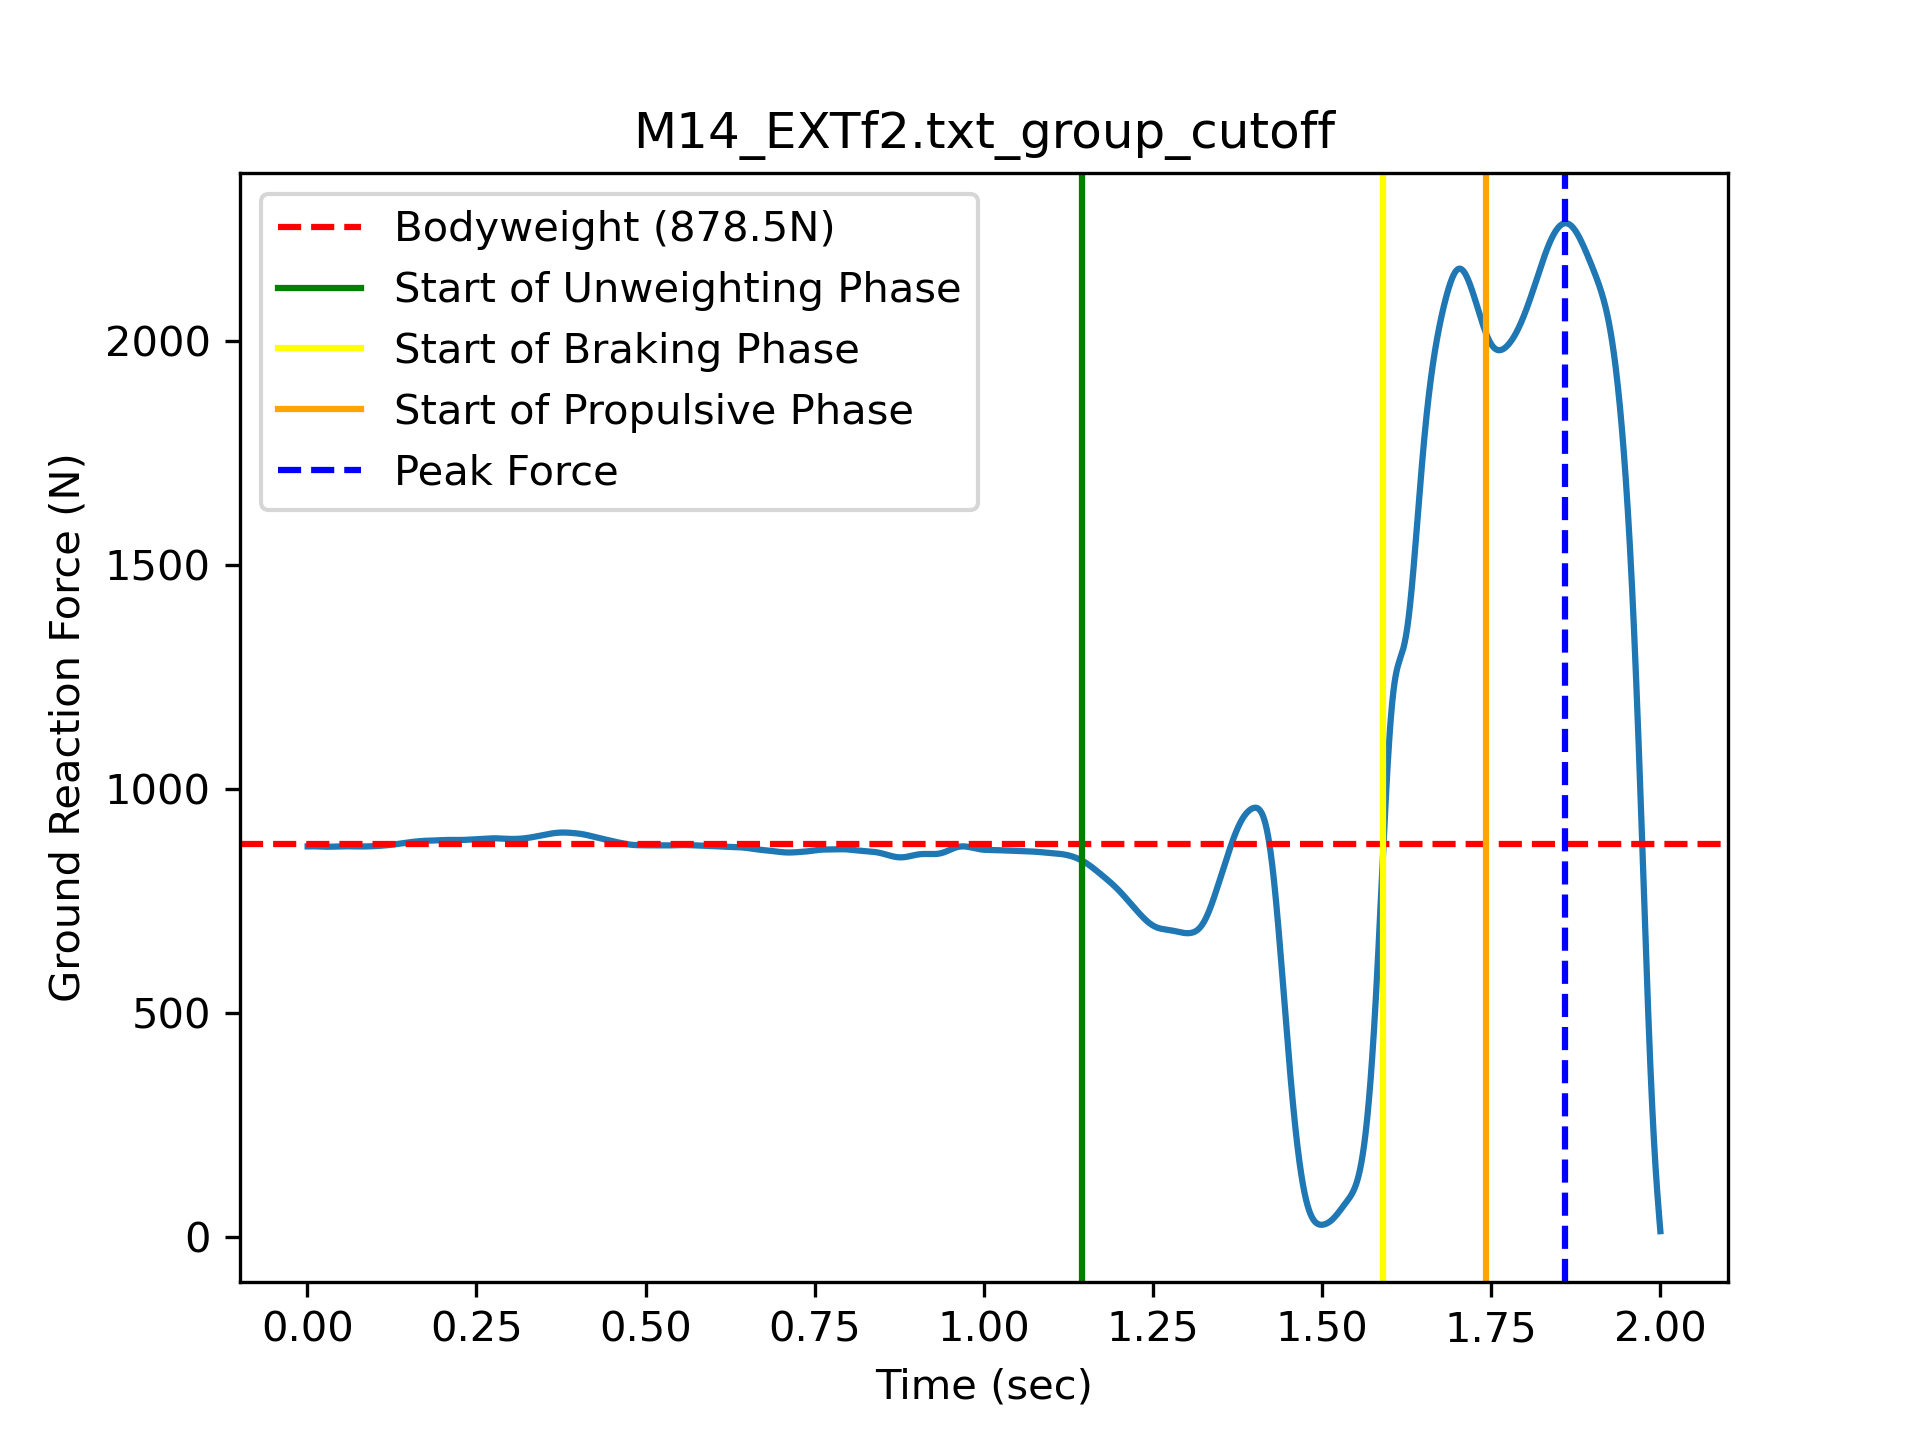 M14_EXTf2.txt_group_cutoff
Bodyweight (878.5N)
Start of Unweighting Phase
Start of Braking Phase
Start of Propulsive Phase
Peak Force
Ground Reaction Force (N)
2000
1500
1000
500
0
0.00 0.25 0.50 0.75 1.00 1.25 1.50 1.75 2.00
Time (sec)